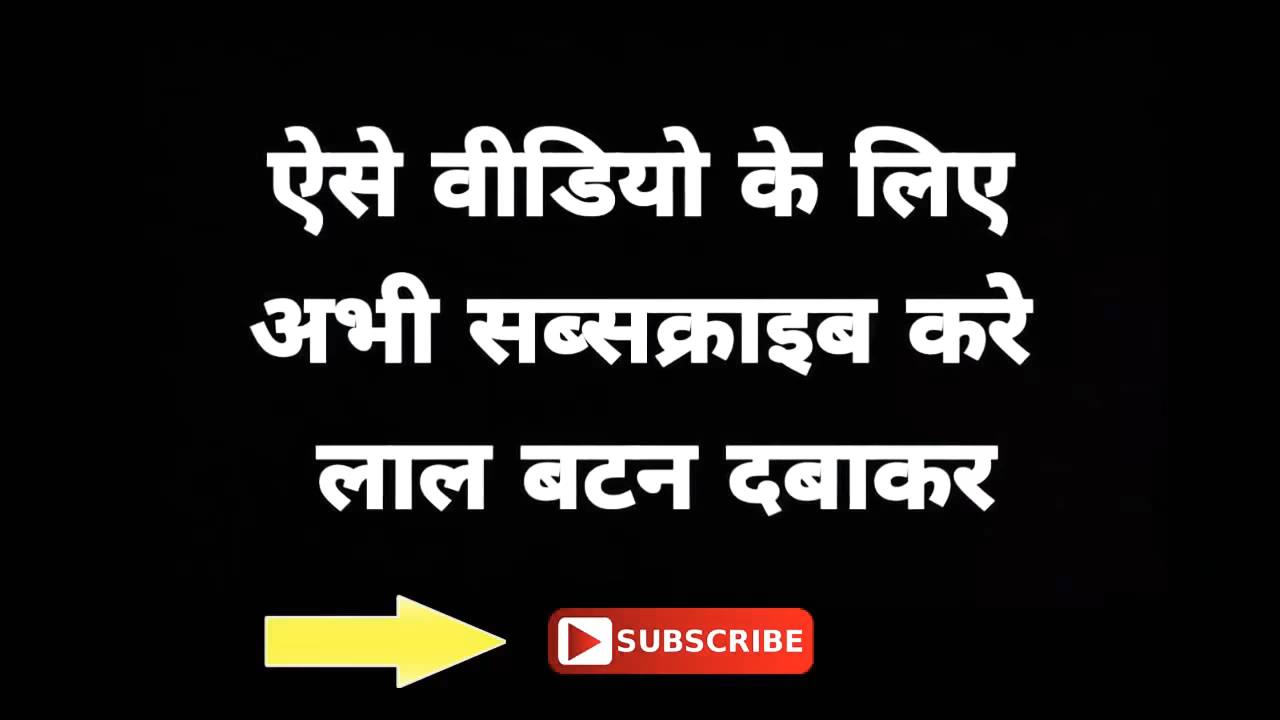 ऐसे वीडियो के लिए
अभी सब्सक्राइब करे
लाल बटन दबाकर
SUBSCRIBE